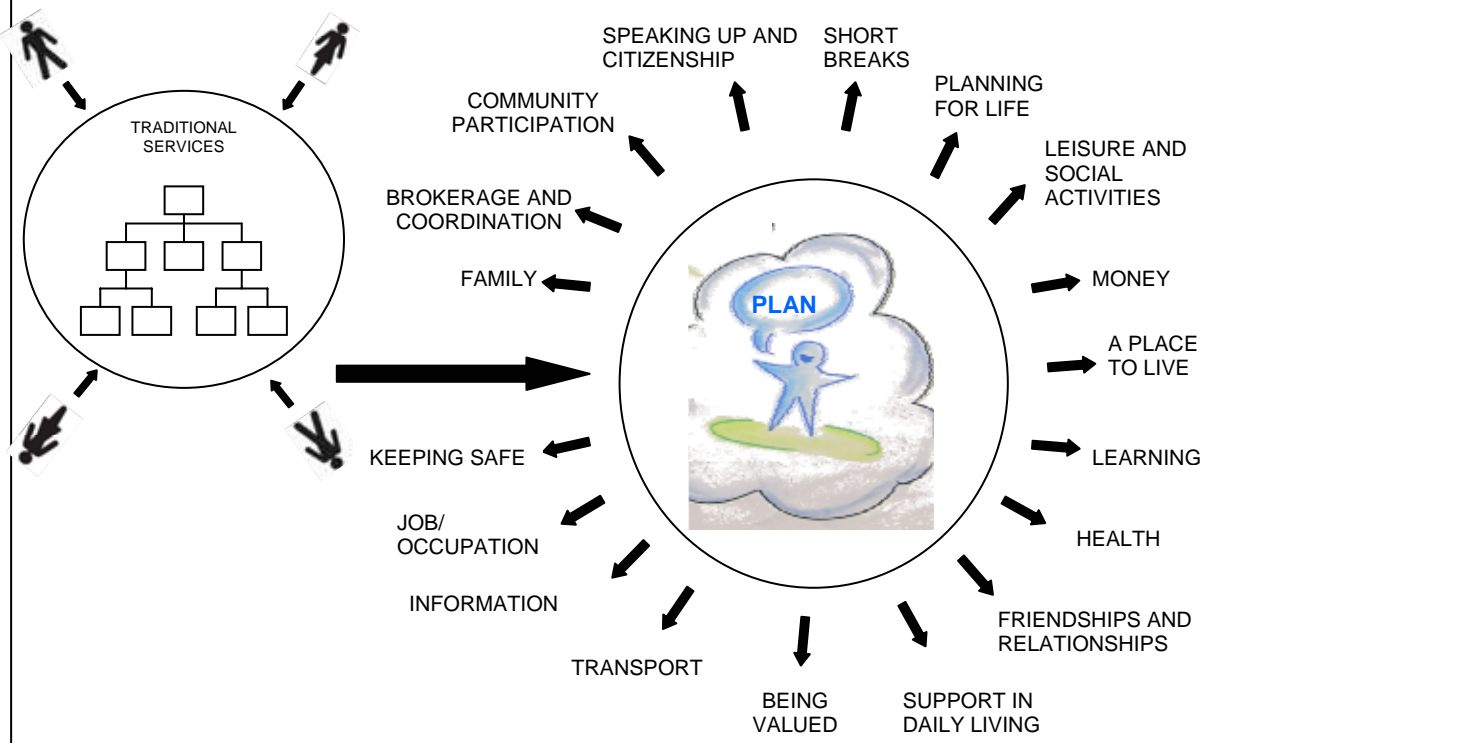 TRADITIONAL
SERVICES
SPEAKING UP AND
CITIZENSHIP
SHORT
BREAKS
PLANNING
FOR LIFE
LEISURE AND
SOCIAL
ACTIVITIES
MONEY
A PLACE
TO LIVE
LEARNING
HEALTH
FRIENDSHIPS AND
RELATIONSHIPS
SUPPORT IN
DAILY LIVING
BEING
VALUED
TRANSPORT
INFORMATION
JOB/
OCCUPATION
KEEPING SAFE
FAMILY
BROKERAGE AND
COORDINATION
COMMUNITY
PARTICIPATION
PLAN